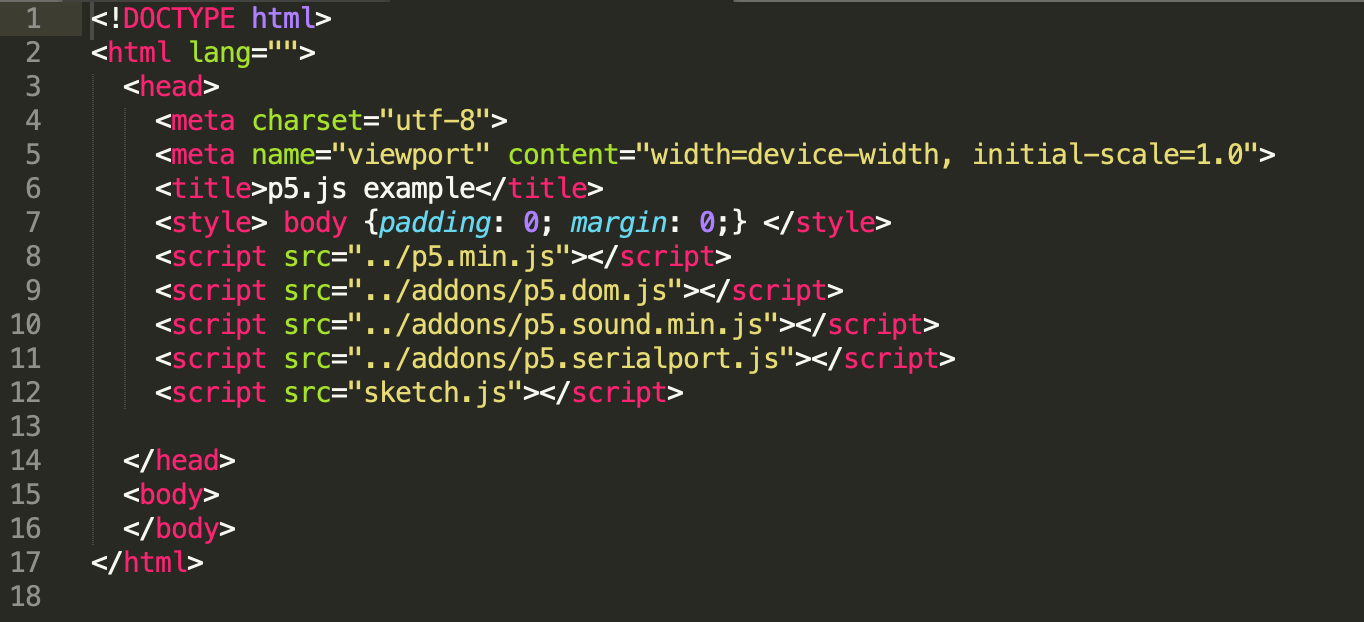 1 <!DOCTYPE html>
2 <html lang="">
3 <head>
4 <meta charset="utf-8">
5 <meta name="viewport" content="width=device-width, initial-scale=1.0">
6 <title>p5.js example</title>
7 <style> body {padding: 0; margin: 0;} </style>
8 <script src="../p5.min.js"></script>
9 <script src="../addons/p5.dom.js"></script>
10 <script src="../addons/p5.sound.min.js"></script>
11 <script src="../addons/p5.serialport.js"></script>
12 <script src="sketch.js"></script>
13
14 </head>
15 <body>
16 </body>
17 </html>
18